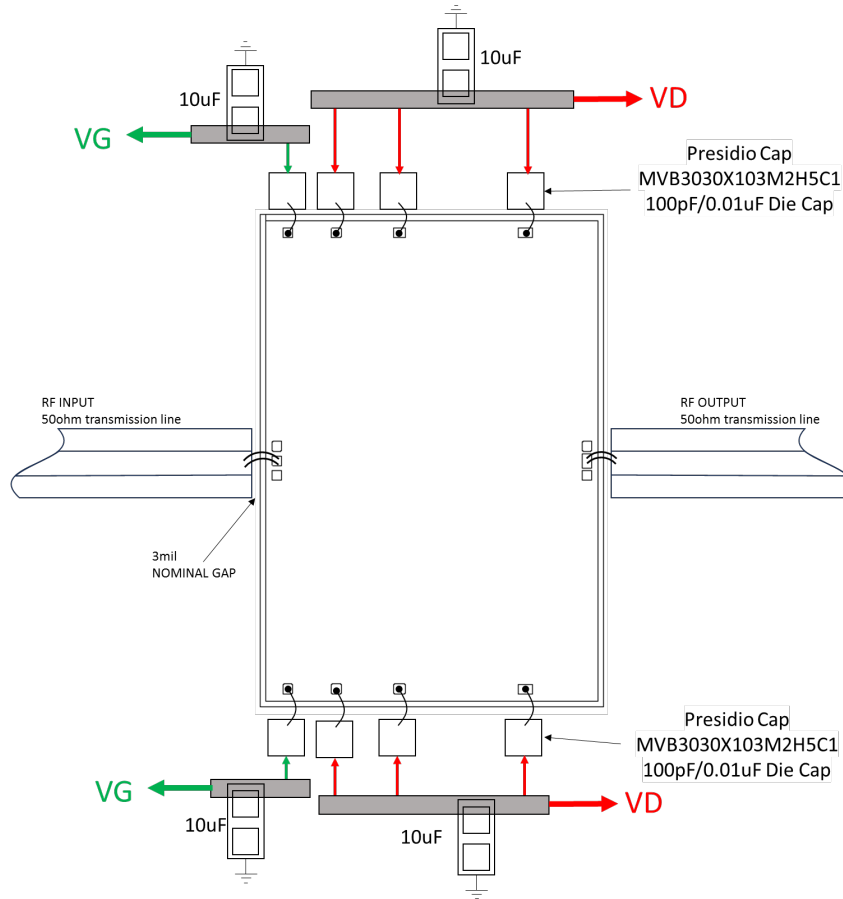 10uF
10uF
VD
VG
Presidio Cap
MVB3030X103M2H5C1
100pF/0.01uF Die Cap
RF INPUT
50ohm transmission line
RF OUTPUT
50ohm transmission line
3mil
NOMINAL GAP
Presidio Cap
MVB3030X103M2H5C1
100pF/0.01uF Die Cap
VG
VD
10uF
10uF